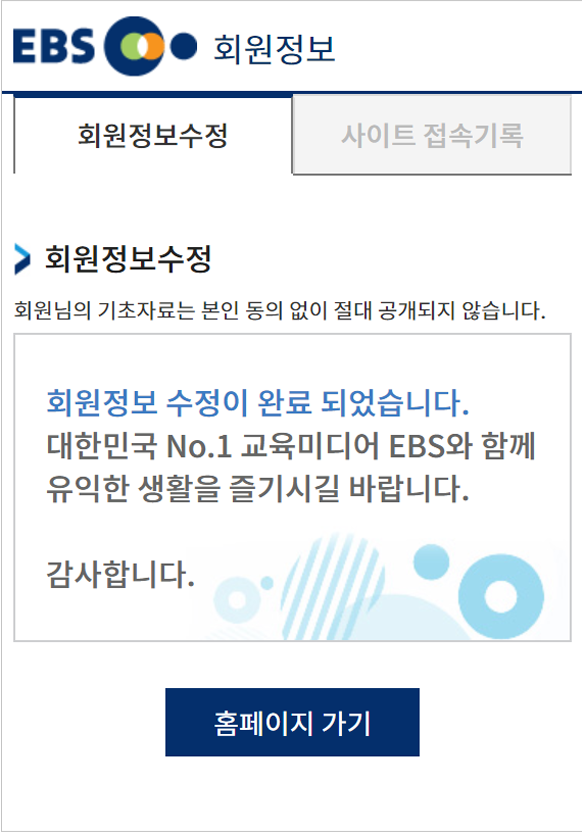 EBS 회원정보
회원정보수정
사이트 접속기록
회원정보수정
회원님의 기초자료는 본인 동의 없이 절대 공개되지 않습니다.
회원정보 수정이 완료 되었습니다.
대한민국 No.1 교육미디어 EBS와 함께
유익한 생활을 즐기시길 바랍니다.
감사합니다.
홈페이지 가기